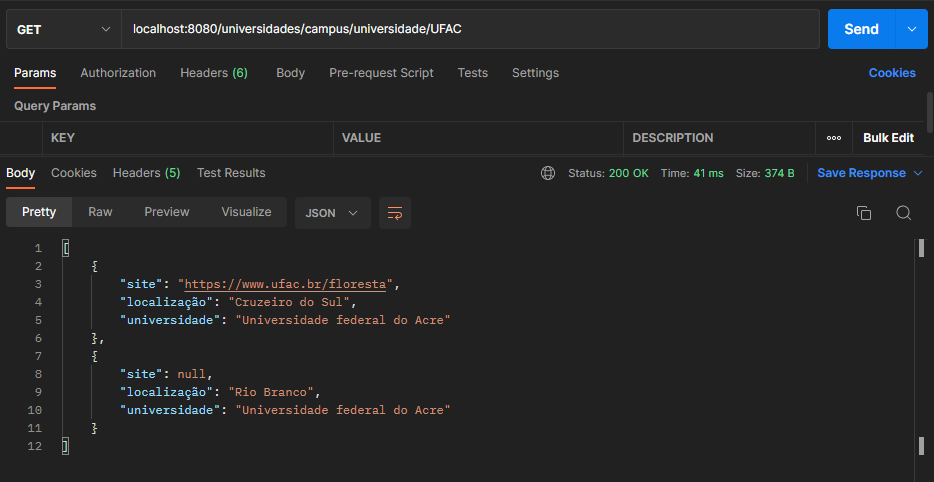 GET localhost:8080/universidades/campus/universidade/UFAC Send
Params Authorization Headers (6) Body Pre-request Script Tests Settings Cookies
Query Params
KEY VALUE DESCRIPTION ooo Bulk Edit
Body Cookies Headers (5) Test Results Status: 200 OK Time: 41 ms Size: 374 B Save Response
Pretty Raw Preview Visualize JSON
1 [
2 {
3 "site": "https://www.ufac.br/floresta",
4 "localização": "Cruzeiro do Sul",
5 "universidade": "Universidade federal do Acre"
6 },
7 {
8 "site": null,
9 "localização": "Rio Branco",
10 "universidade": "Universidade federal do Acre"
11 }
12 ]